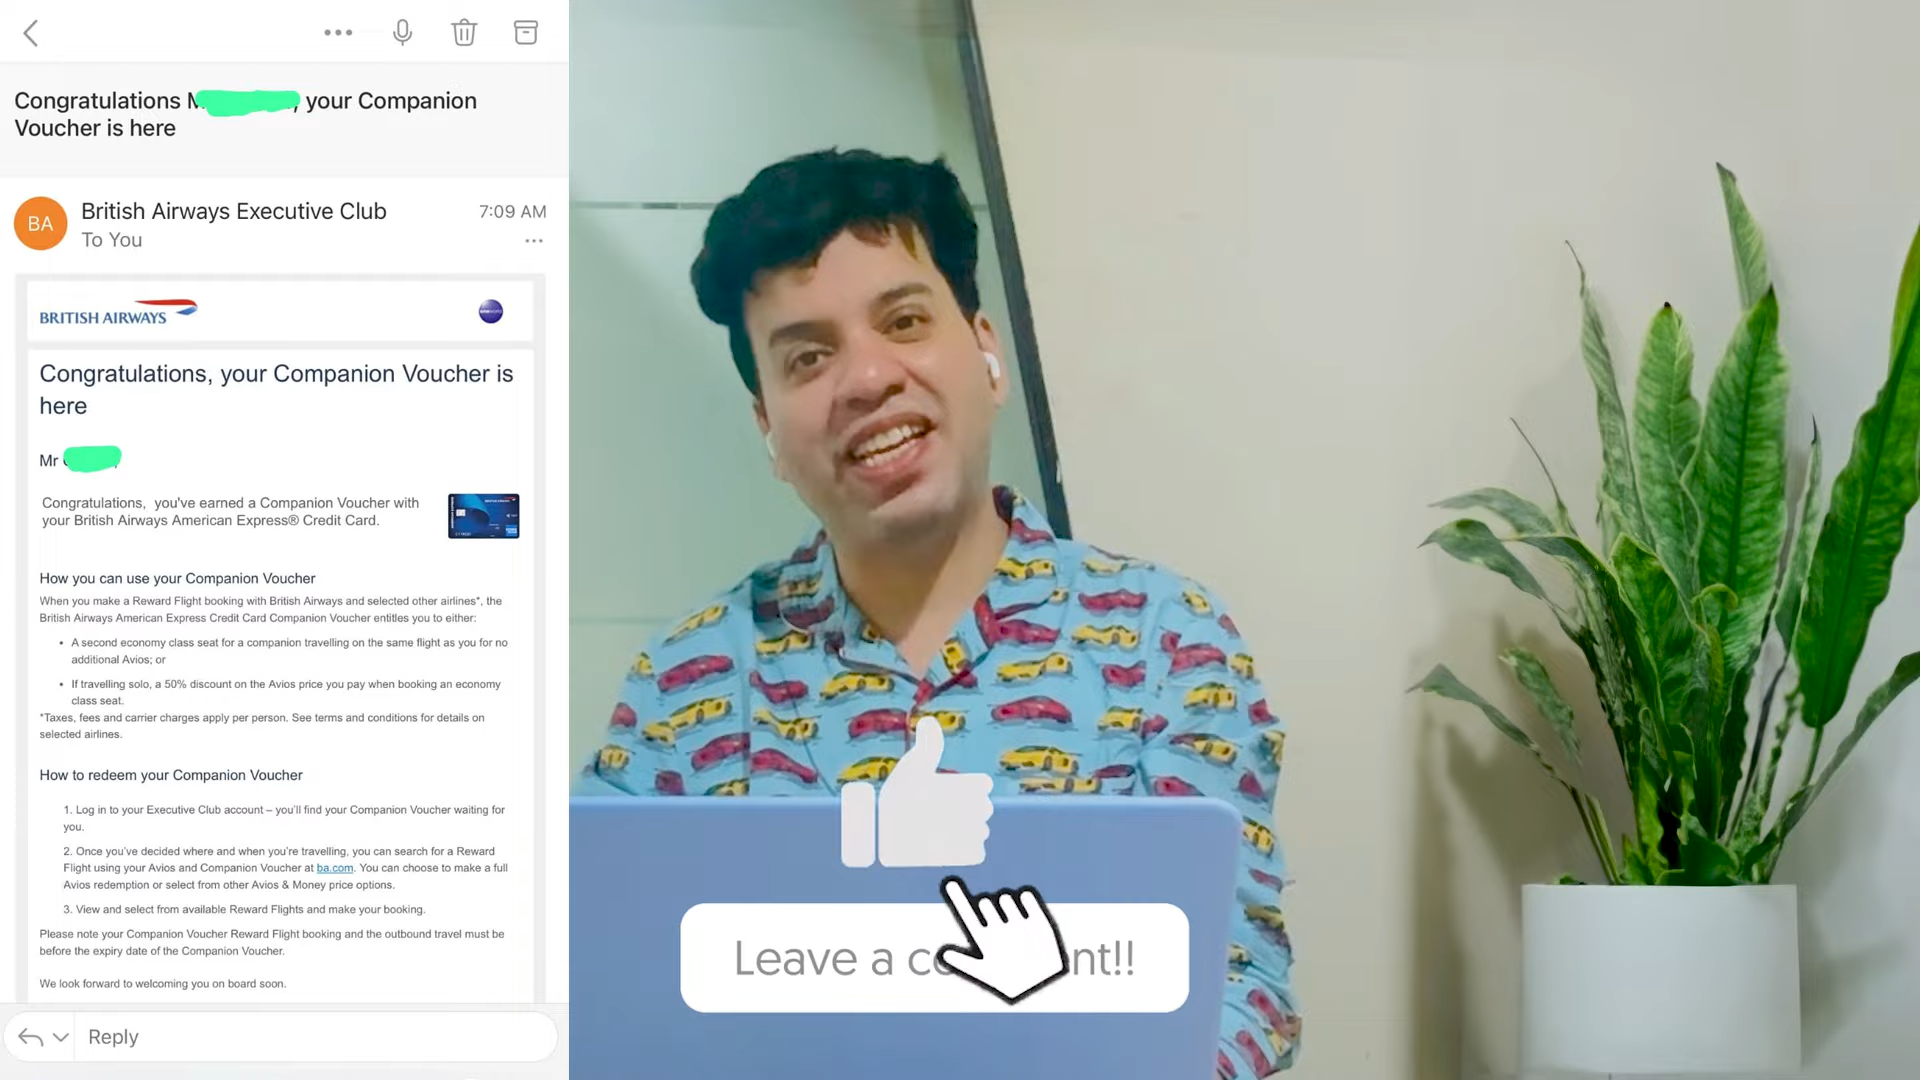 Congratulations M , your Companion
Voucher is here
BA
British Airways Executive Club
7:09 AM
To You
BRITISH AIRWAYS
Congratulations, your Companion Voucher is
here
Mr
Congratulations, you've earned a Companion Voucher with
your British Airways American Express® Credit Card.
How you can use your Companion Voucher
When you make a Reward Flight booking with British Airways and selected other airlines*, the
British Airways American Express Credit Card Companion Voucher entitles you to either:
• A second economy class seat for a companion travelling on the same flight as you for no
additional Avios; or
• If travelling solo, a 50% discount on the Avios price you pay when booking an economy
class seat.
*Taxes, fees and carrier charges apply per person. See terms and conditions for details on
selected airlines.
How to redeem your Companion Voucher
1. Log in to your Executive Club account – you'll find your Companion Voucher waiting for
you.
2. Once you've decided where and when you're travelling, you can search for a Reward
Flight using your Avios and Companion Voucher at ba.com. You can choose to make a full
Avios redemption or select from other Avios & Money price options.
3. View and select from available Reward Flights and make your booking.
Please note your Companion Voucher Reward Flight booking and the outbound travel must be
before the expiry date of the Companion Voucher.
We look forward to welcoming you on board soon.
Reply
Leave a